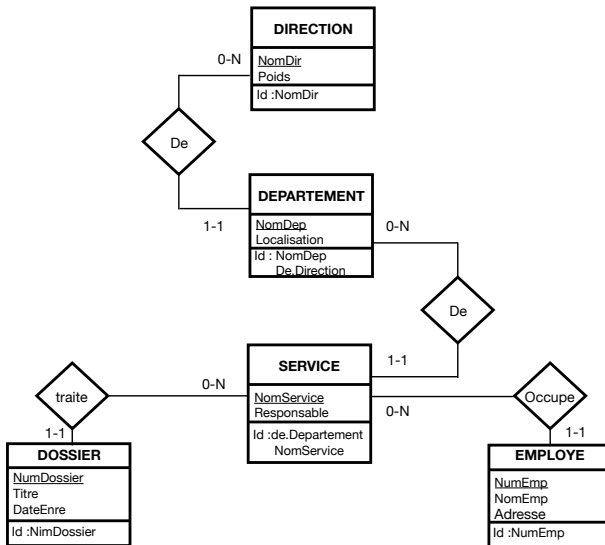 DIRECTION
0-N
NomDir
Poids
Id :NomDir
De
DEPARTEMENT
1-1
NomDep
Localisation
0-N
Id : NomDep
De.Direction
De
SERVICE
1-1
traite
0-N
NomService
Responsable
0-N
Occupe
Id :de.Departement
NomService
1-1
DOSSIER
NumDossier
Titre
DateEnre
Id :NimDossier
1-1
EMPLOYE
NumEmp
NomEmp
Adresse
Id :NumEmp